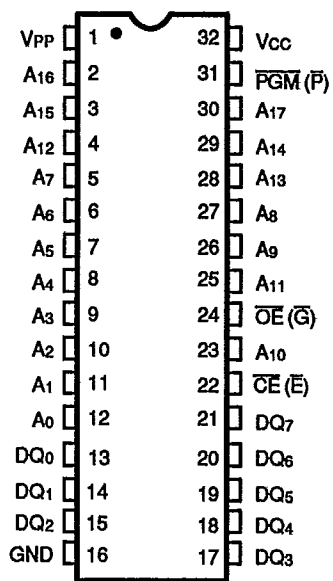 VPP 1 32 VCC
A16 2 31 P̅G̅M̅ (P̅)
A15 3 30 A17
A12 4 29 A14
A7 5 28 A13
A6 6 27 A8
A5 7 26 A9
A4 8 25 A11
A3 9 24 O̅E̅ (G̅)
A2 10 23 A10
A1 11 22 C̅E̅ (E̅)
A0 12 21 DQ7
DQ0 13 20 DQ6
DQ1 14 19 DQ5
DQ2 15 18 DQ4
GND 16 17 DQ3